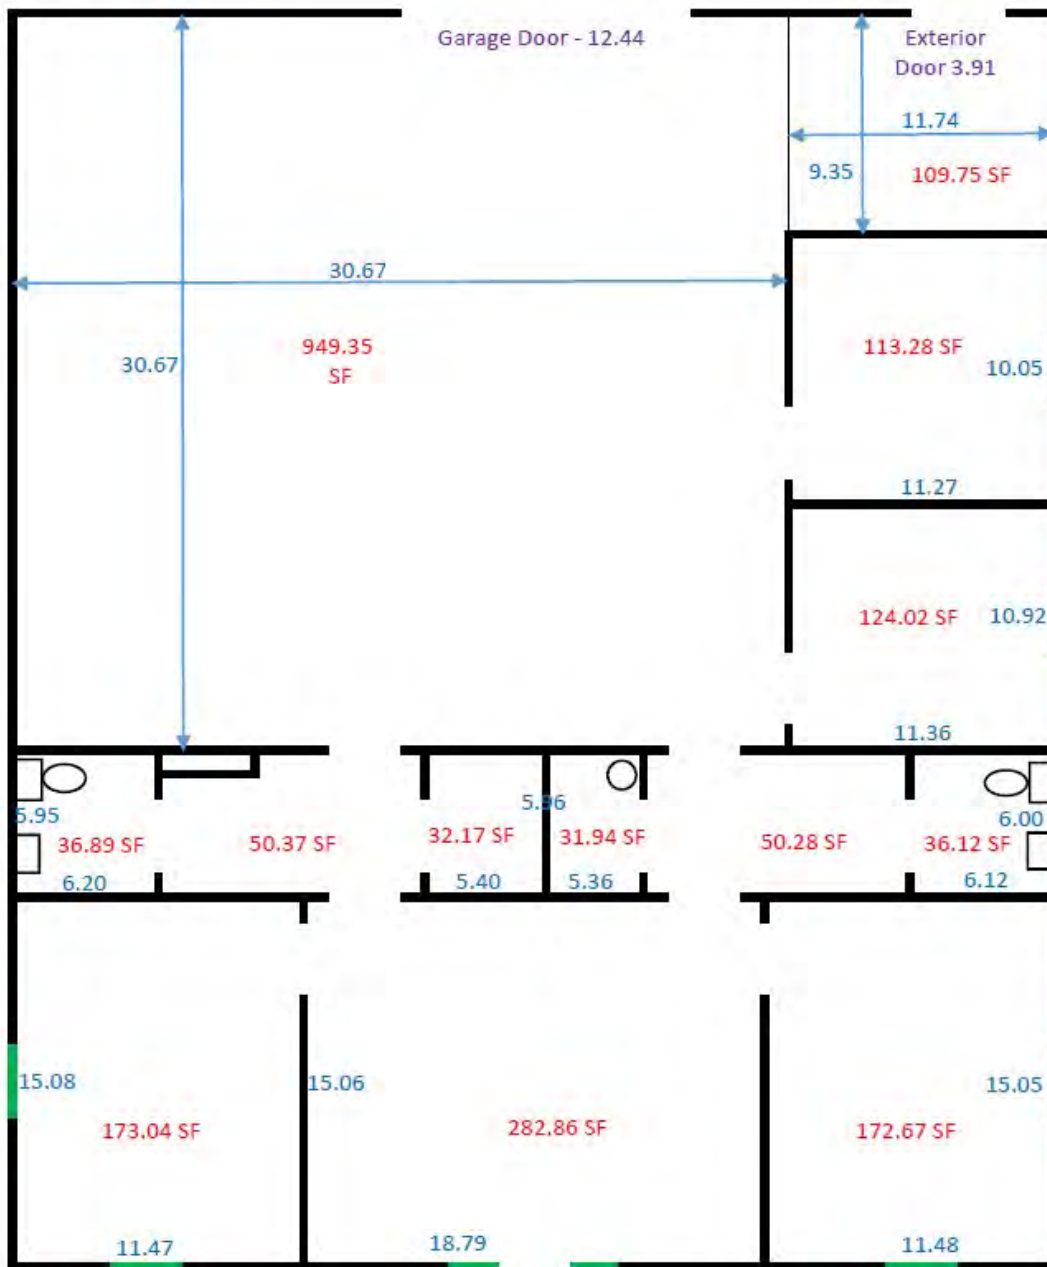 Garage Door - 12.44
Exterior
Door 3.91
11.74
9.35
109.75 SF
30.67
30.67
949.35
SF
113.28 SF
10.05
11.27
124.02 SF
10.92
11.36
5.95
36.89 SF
6.20
50.37 SF
32.17 SF
5.40
5.96
31.94 SF
5.36
50.28 SF
6.00
36.12 SF
6.12
15.08
173.04 SF
11.47
15.06
282.86 SF
18.79
15.05
172.67 SF
11.48